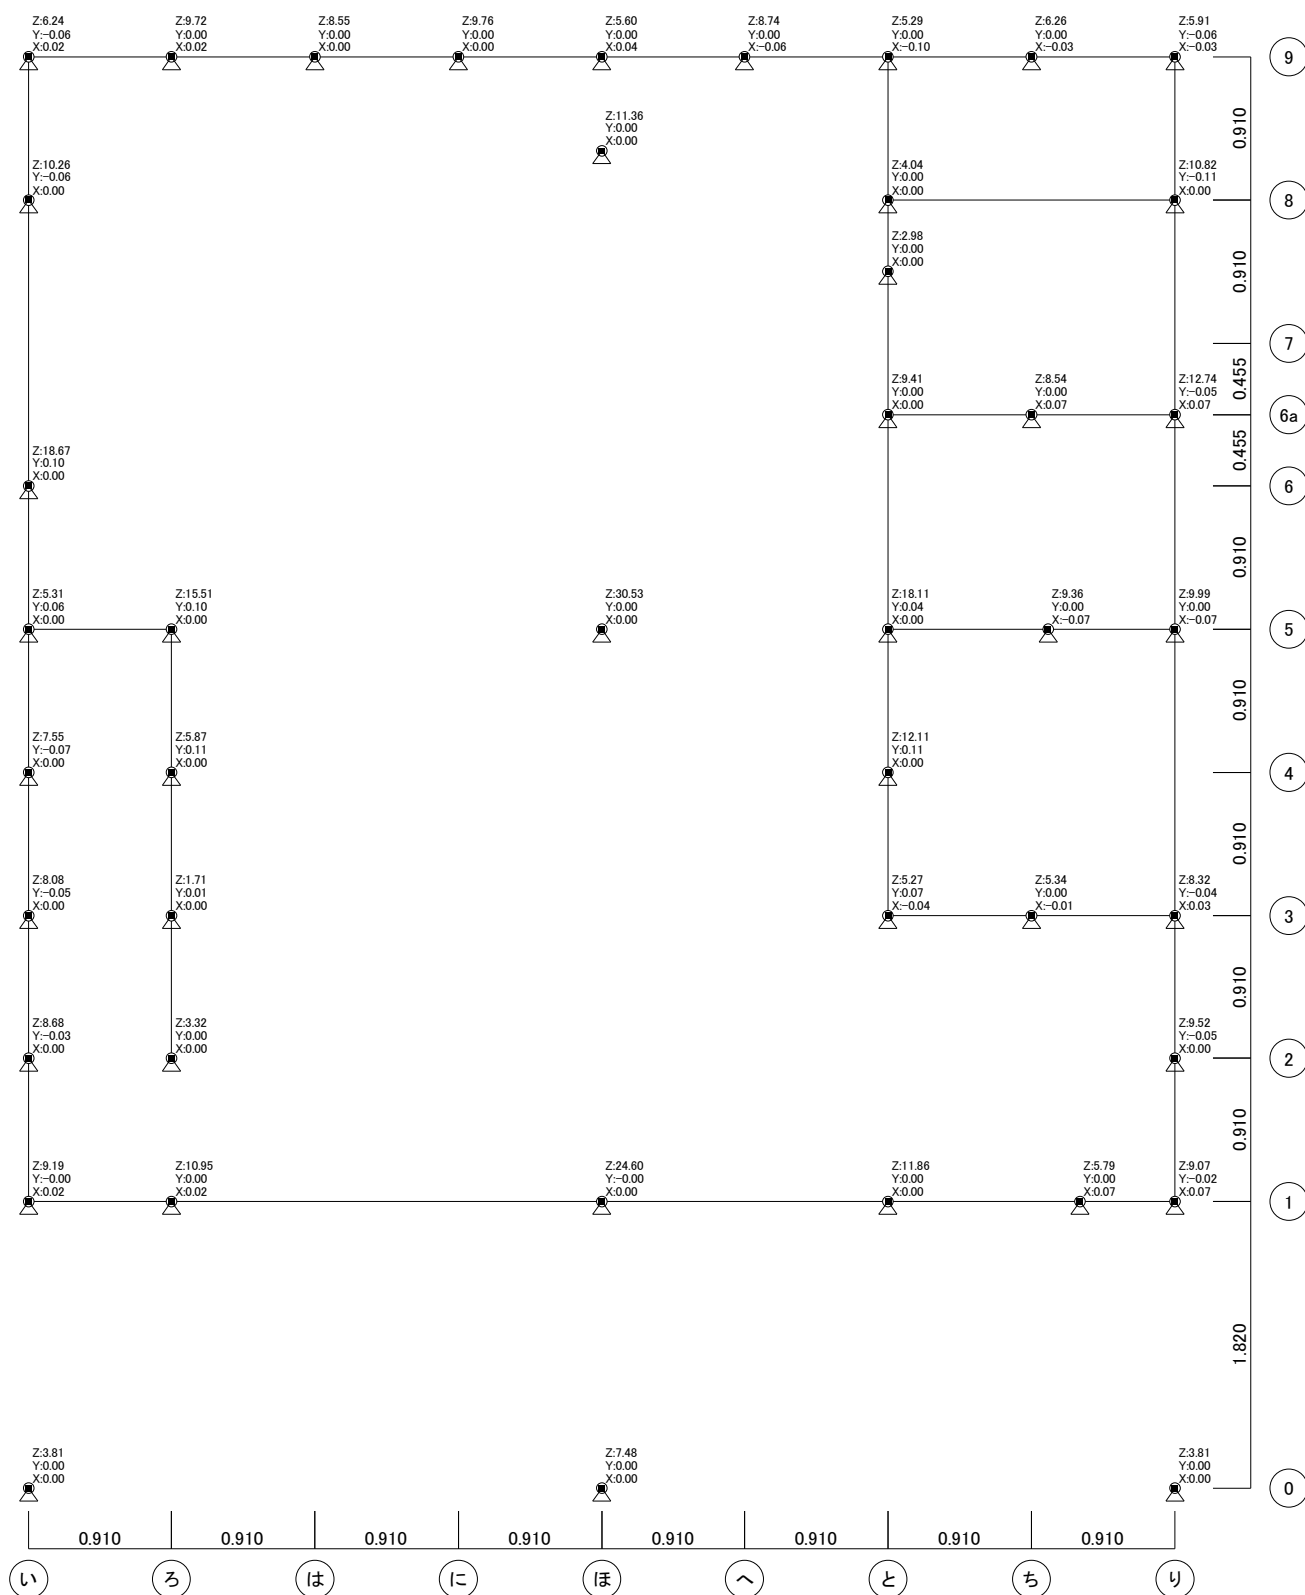 Z:6.24
Y:-0.06
X:0.02
Z:9.72
Y:0.00
X:0.02
Z:8.55
Y:0.00
X:0.00
Z:9.76
Y:0.00
X:0.00
Z:5.60
Y:0.00
X:0.04
Z:8.74
Y:0.00
X:-0.06
Z:5.29
Y:0.00
X:-0.10
Z:6.26
Y:0.00
X:-0.03
Z:5.91
Y:-0.06
X:-0.03
9
Z:11.36
Y:0.00
X:0.00
0.910
Z:10.26
Y:-0.06
X:0.00
Z:4.04
Y:0.00
X:0.00
Z:10.82
Y:-0.11
X:0.00
8
Z:2.98
Y:0.00
X:0.00
0.910
7
0.455
Z:9.41
Y:0.00
X:0.00
Z:8.54
Y:0.00
X:0.07
Z:12.74
Y:-0.05
X:0.07
6a
0.455
Z:18.67
Y:0.10
X:0.00
6
0.910
Z:5.31
Y:0.06
X:0.00
Z:15.51
Y:0.10
X:0.00
Z:30.53
Y:0.00
X:0.00
Z:18.11
Y:0.04
X:0.00
Z:9.36
Y:0.00
X:-0.07
Z:9.99
Y:0.00
X:-0.07
5
0.910
Z:7.55
Y:-0.07
X:0.00
Z:5.87
Y:0.11
X:0.00
Z:12.11
Y:0.11
X:0.00
4
0.910
Z:8.08
Y:-0.05
X:0.00
Z:1.71
Y:0.01
X:0.00
Z:5.27
Y:0.07
X:-0.04
Z:5.34
Y:0.00
X:-0.01
Z:8.32
Y:-0.04
X:0.03
3
0.910
Z:8.68
Y:-0.03
X:0.00
Z:3.32
Y:0.00
X:0.00
Z:9.52
Y:-0.05
X:0.00
2
0.910
Z:9.19
Y:-0.00
X:0.02
Z:10.95
Y:0.00
X:0.02
Z:24.60
Y:-0.00
X:0.00
Z:11.86
Y:0.00
X:0.00
Z:5.79
Y:0.00
X:0.07
Z:9.07
Y:-0.02
X:0.07
1
1.820
Z:3.81
Y:0.00
X:0.00
Z:7.48
Y:0.00
X:0.00
Z:3.81
Y:0.00
X:0.00
0
0.910
0.910
0.910
0.910
0.910
0.910
0.910
0.910
い
ろ
は
に
ほ
へ
と
ち
り